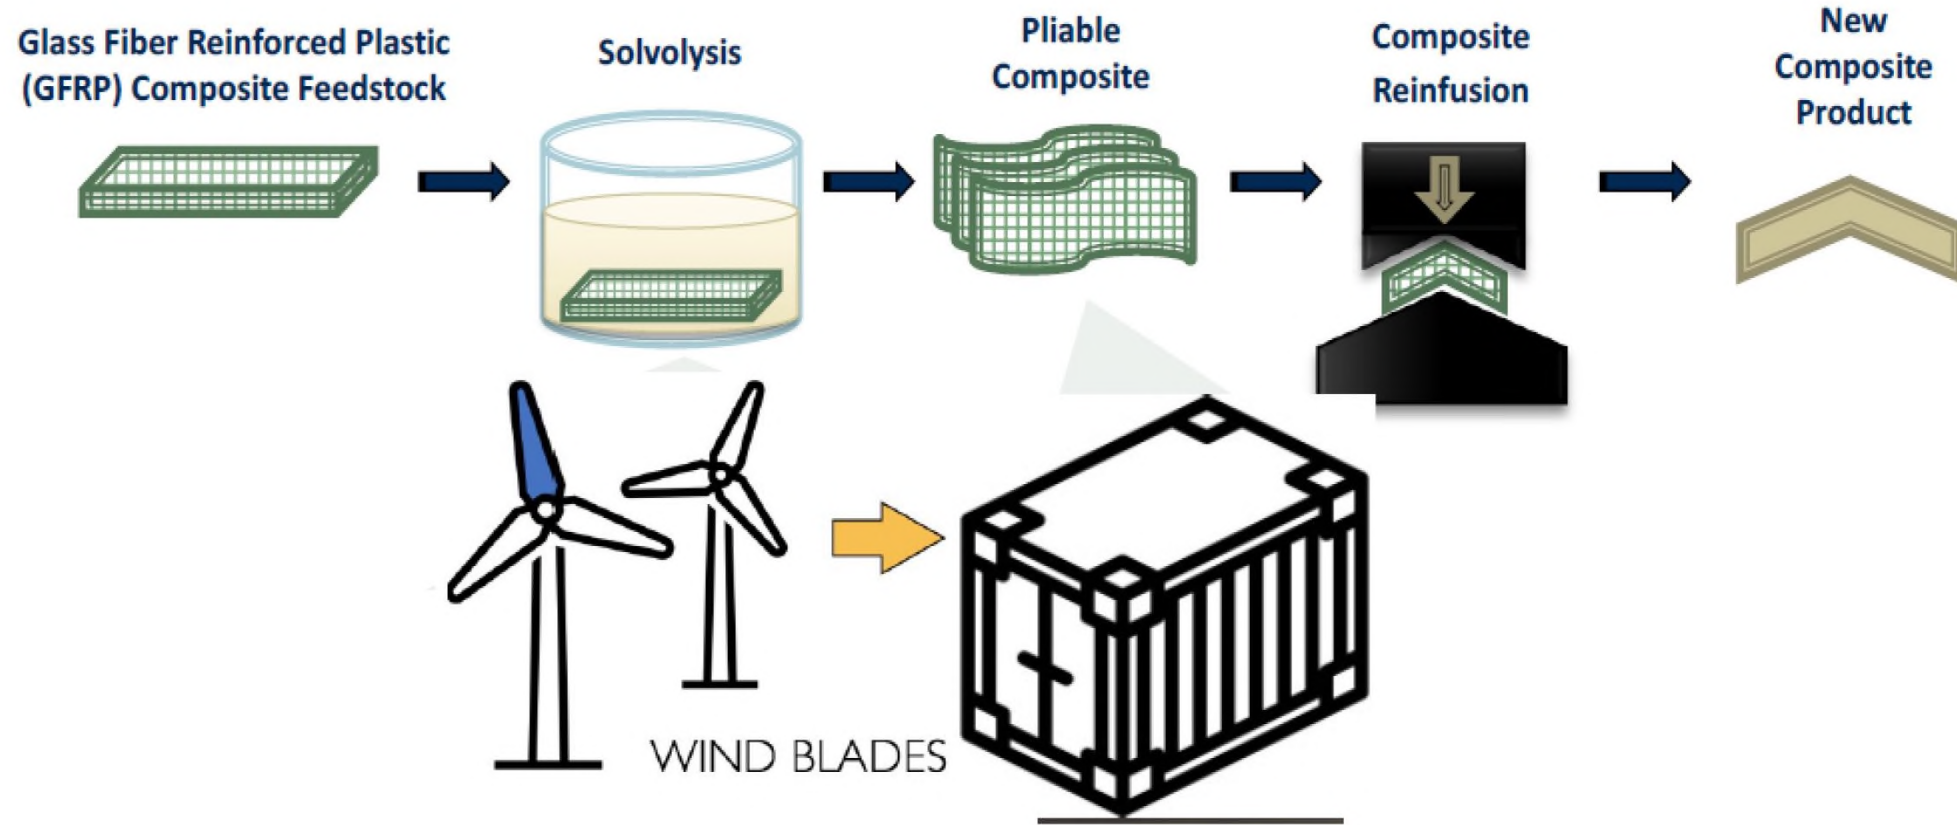 Glass Fiber Reinforced Plastic
(GFRP) Composite Feedstock
Solvolysis
Pliable
Composite
Composite
Reinfusion
New
Composite
Product
WIND BLADES